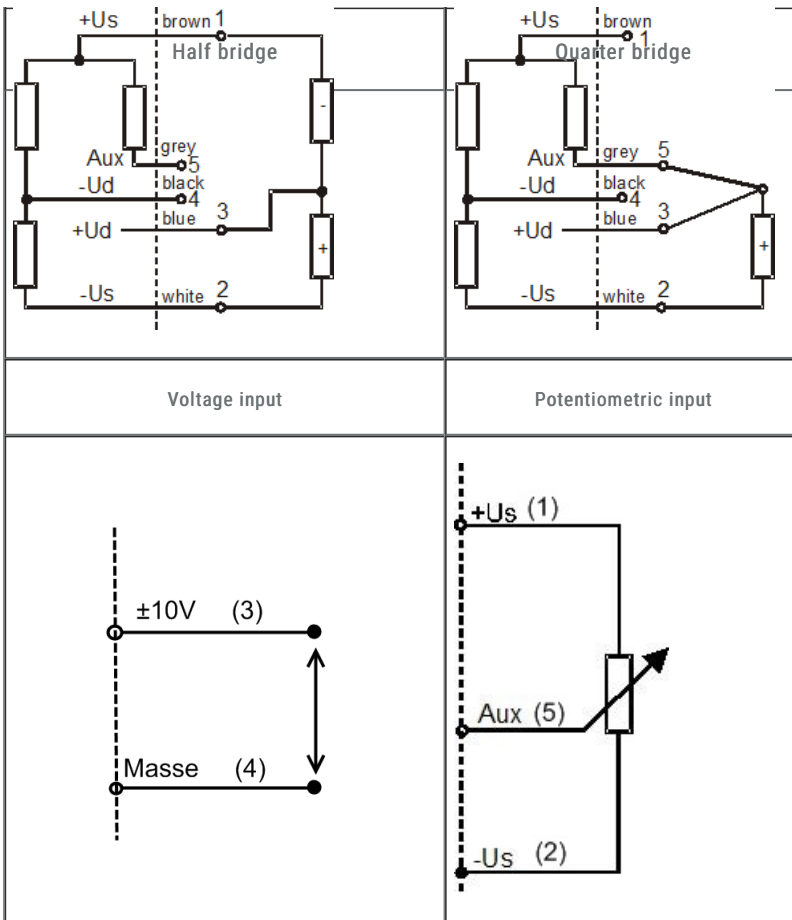 Half bridge
+Us brown 1
-
Aux grey 5
-Ud black 4
+Ud blue 3
+
-Us white 2
Quarter bridge
+Us brown 1
Aux grey 5
-Ud black 4
+Ud blue 3
+
-Us white 2
Voltage input
Potentiometric input
±10V (3)
Masse (4)
+Us (1)
Aux (5)
-Us (2)